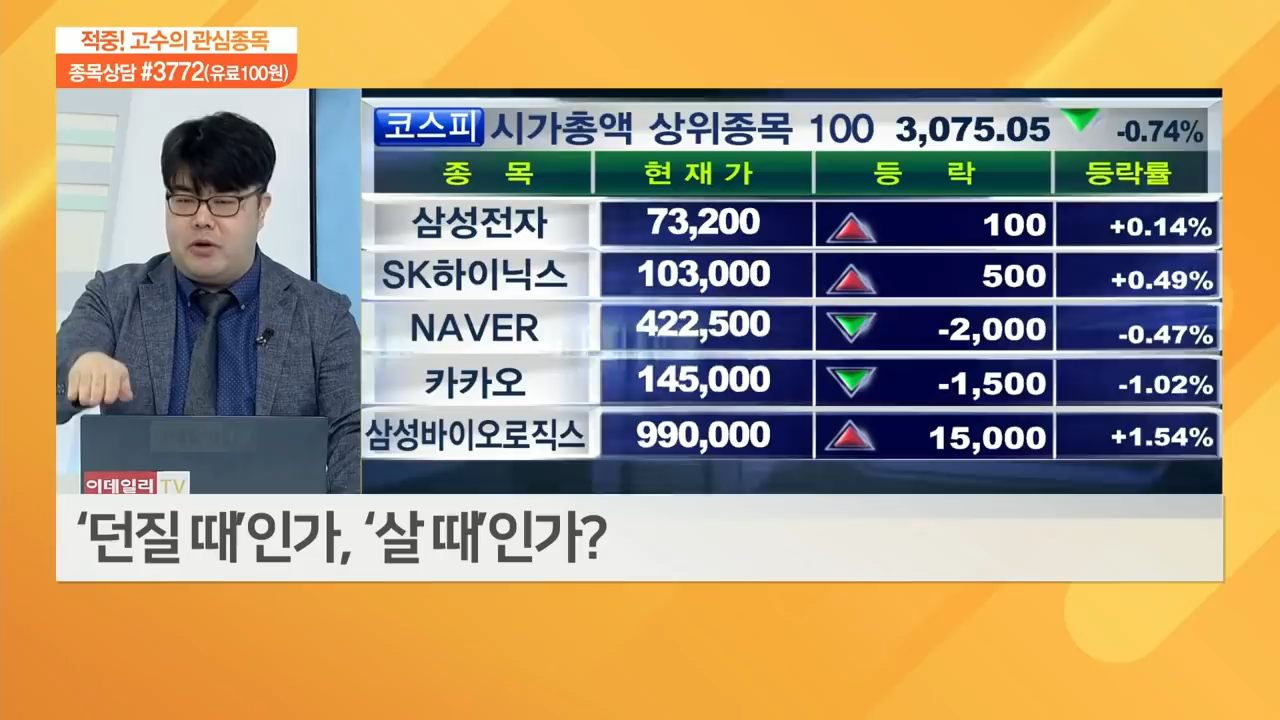 적중! 고수의 관심종목
종목상담 #3772(유료100원)
코스피 시가총액 상위종목 100 3,075.05 -0.74%
종 목 현 재 가 등 락 등락률
삼성전자 73,200 100 +0.14%
SK하이닉스 103,000 500 +0.49%
NAVER 422,500 -2,000 -0.47%
카카오 145,000 -1,500 -1.02%
삼성바이오로직스 990,000 15,000 +1.54%
이데일리 TV
‘던질 때’인가, ‘살 때’인가?